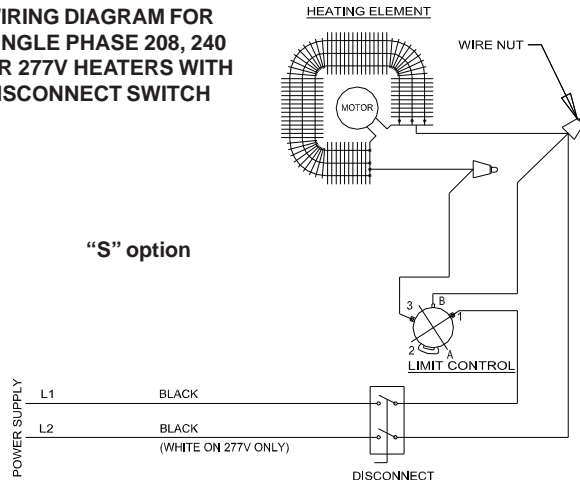 WIRING DIAGRAM FOR
SINGLE PHASE 208, 240
OR 277V HEATERS WITH
DISCONNECT SWITCH
HEATING ELEMENT
WIRE NUT
MOTOR
"S" option
3
B
1
2
A
LIMIT CONTROL
POWER SUPPLY
L1
BLACK
L2
BLACK
(WHITE ON 277V ONLY)
DISCONNECT